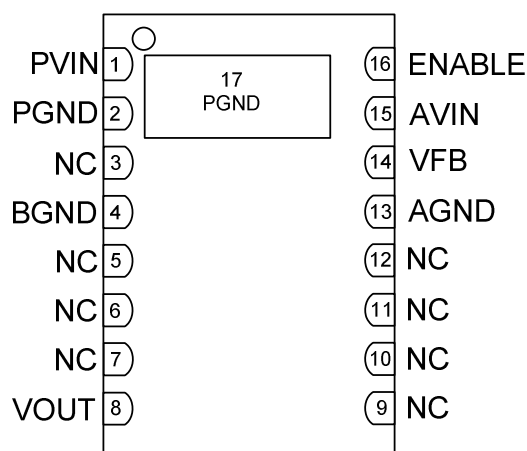 PVIN 1
PGND 2
NC 3
BGND 4
NC 5
NC 6
NC 7
VOUT 8
17
PGND
16 ENABLE
15 AVIN
14 VFB
13 AGND
12 NC
11 NC
10 NC
9 NC